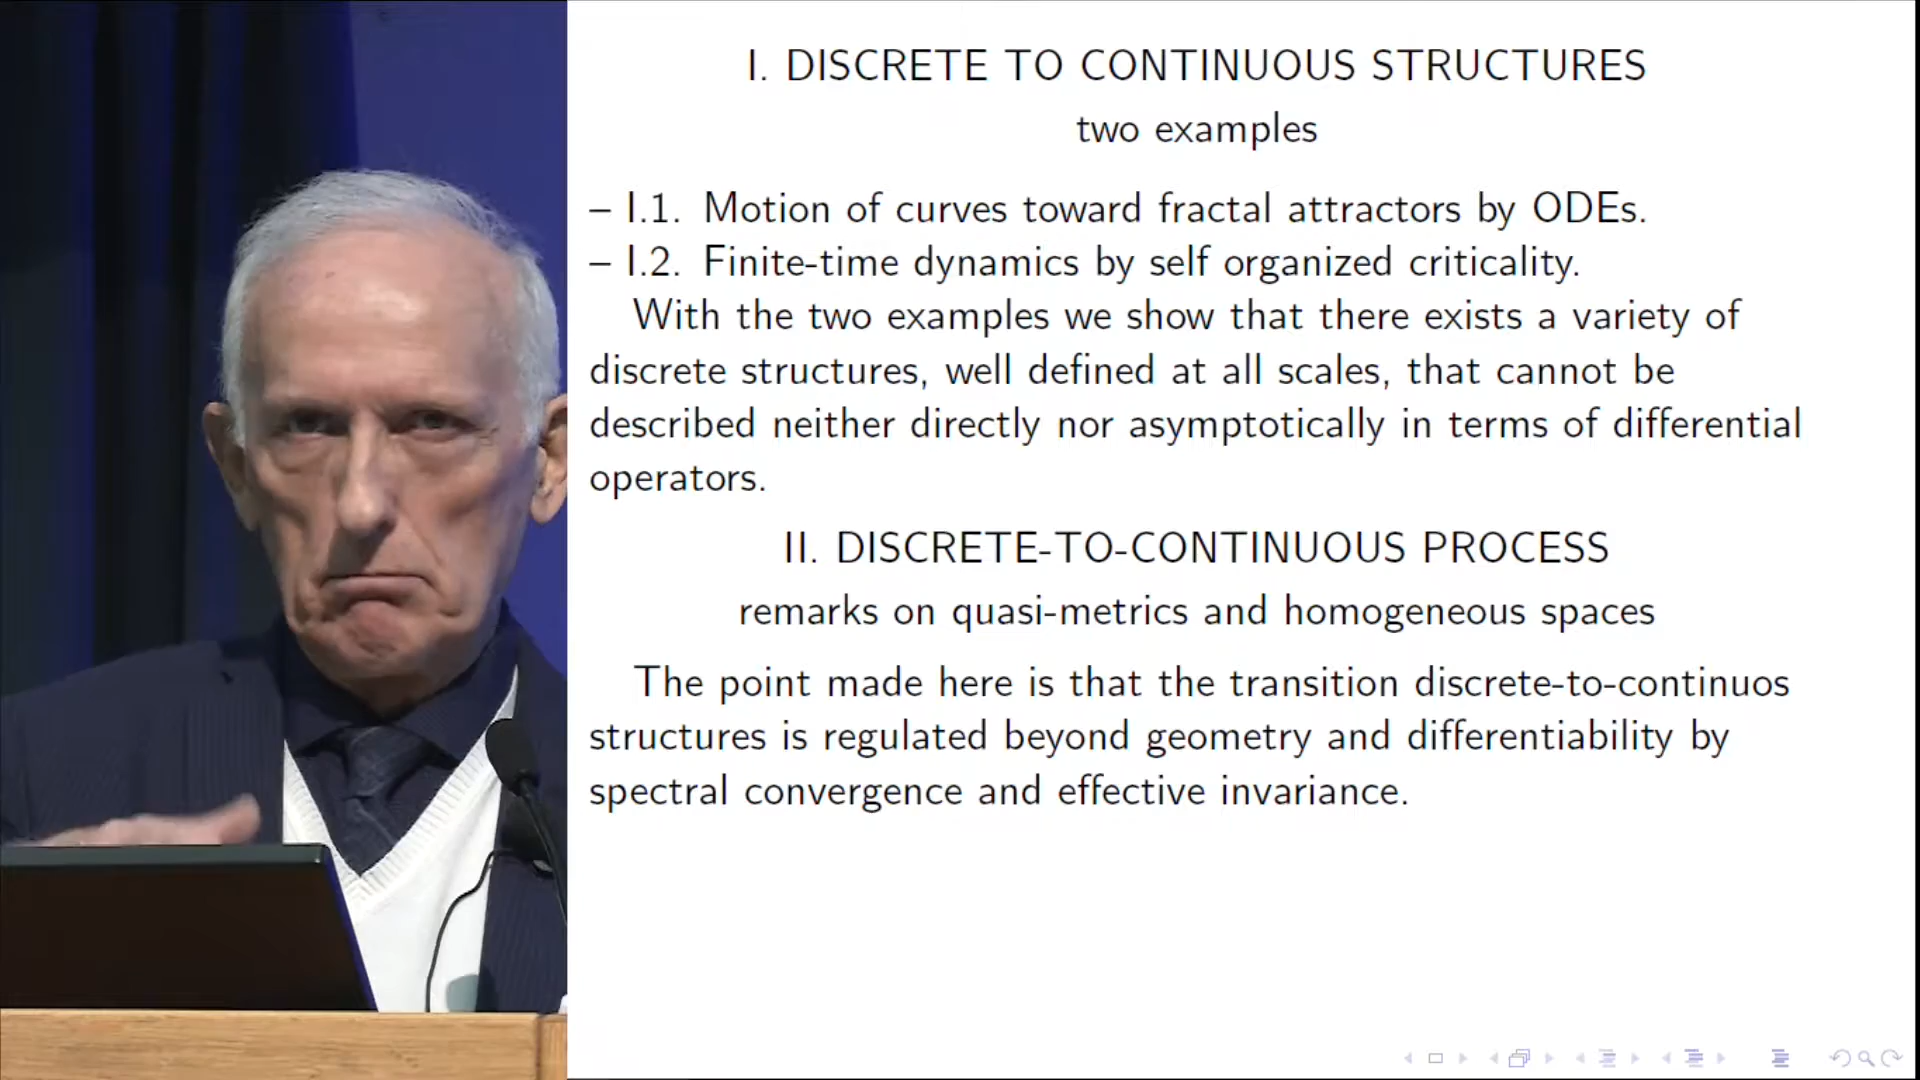 I. DISCRETE TO CONTINUOUS STRUCTURES
two examples
– I.1. Motion of curves toward fractal attractors by ODEs.
– I.2. Finite-time dynamics by self organized criticality.
With the two examples we show that there exists a variety of
discrete structures, well defined at all scales, that cannot be
described neither directly nor asymptotically in terms of differential
operators.
II. DISCRETE-TO-CONTINUOUS PROCESS
remarks on quasi-metrics and homogeneous spaces
The point made here is that the transition discrete-to-continuos
structures is regulated beyond geometry and differentiability by
spectral convergence and effective invariance.